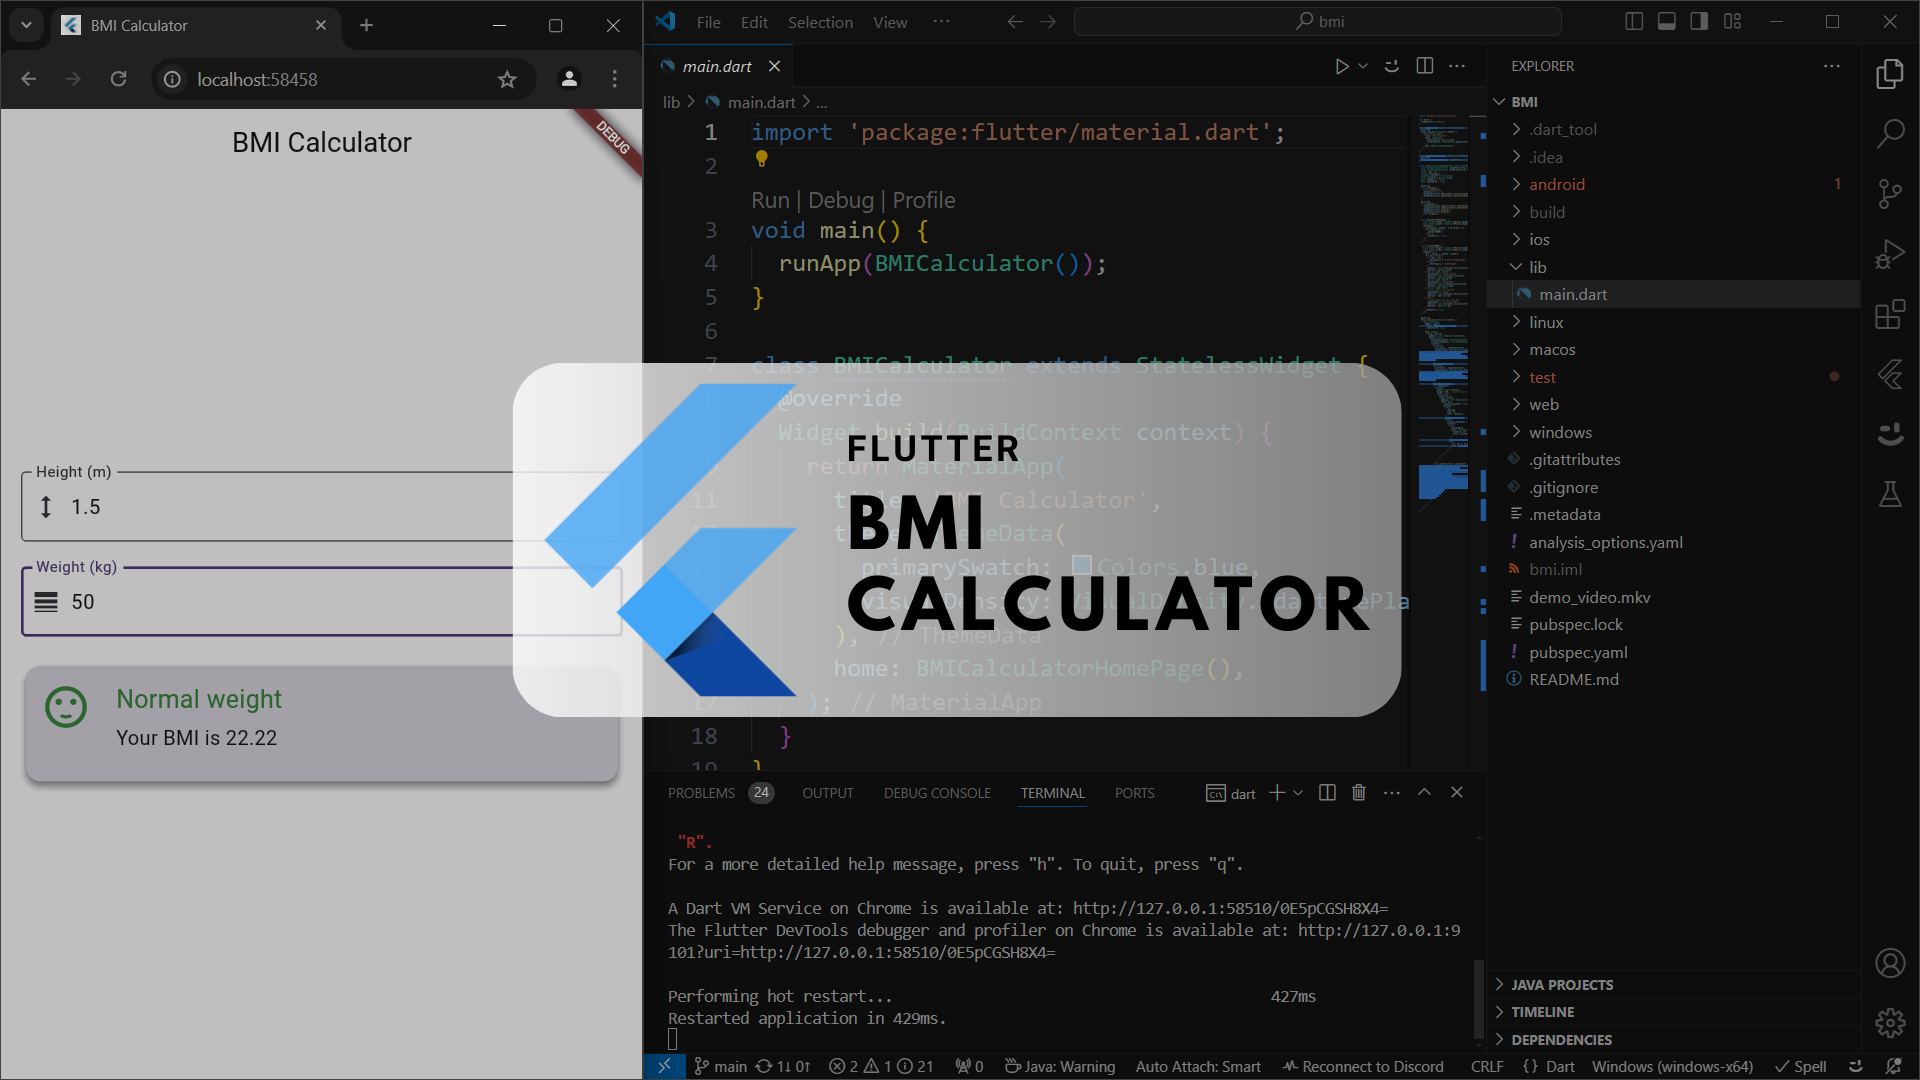 BMI Calculator
localhost:58458
BMI Calculator
DEBUG
Height (m)
1.5
Weight (kg)
50
Normal weight
Your BMI is 22.22
File Edit Selection View ...
bmi
main.dart
lib > main.dart > ...
1 import 'package:flutter/material.dart';
2
Run | Debug | Profile
3 void main() {
4 runApp(BMICalculator());
5 }
6
7 class BMICalculator extends StatelessWidget {
@override
Widget build(BuildContext context) {
return MaterialApp(
11 Calculator',
Data(
primarySwatch: Colors.blue,
), // ThemeData
home: BMICalculatorHomePage(),
17 ); // MaterialApp
18 }
19 }
FLUTTER
BMI
CALCULATOR
PROBLEMS 24 OUTPUT DEBUG CONSOLE TERMINAL PORTS
dart
"R".
For a more detailed help message, press "h". To quit, press "q".
A Dart VM Service on Chrome is available at: http://127.0.0.1:58510/0E5pCGSH8X4=
The Flutter DevTools debugger and profiler on Chrome is available at: http://127.0.0.1:9
101?uri=http://127.0.0.1:58510/0E5pCGSH8X4=
Performing hot restart... 427ms
Restarted application in 429ms.
EXPLORER
BMI
.dart_tool
.idea
android 1
build
ios
lib
main.dart
linux
macos
test
web
windows
.gitattributes
.gitignore
.metadata
analysis_options.yaml
bmi.iml
demo_video.mkv
pubspec.lock
pubspec.yaml
README.md
JAVA PROJECTS
TIMELINE
DEPENDENCIES
main 1↓ 0↑ 2 1 21 0 Java: Warning Auto Attach: Smart Reconnect to Discord CRLF {} Dart Windows (windows-x64) Spell